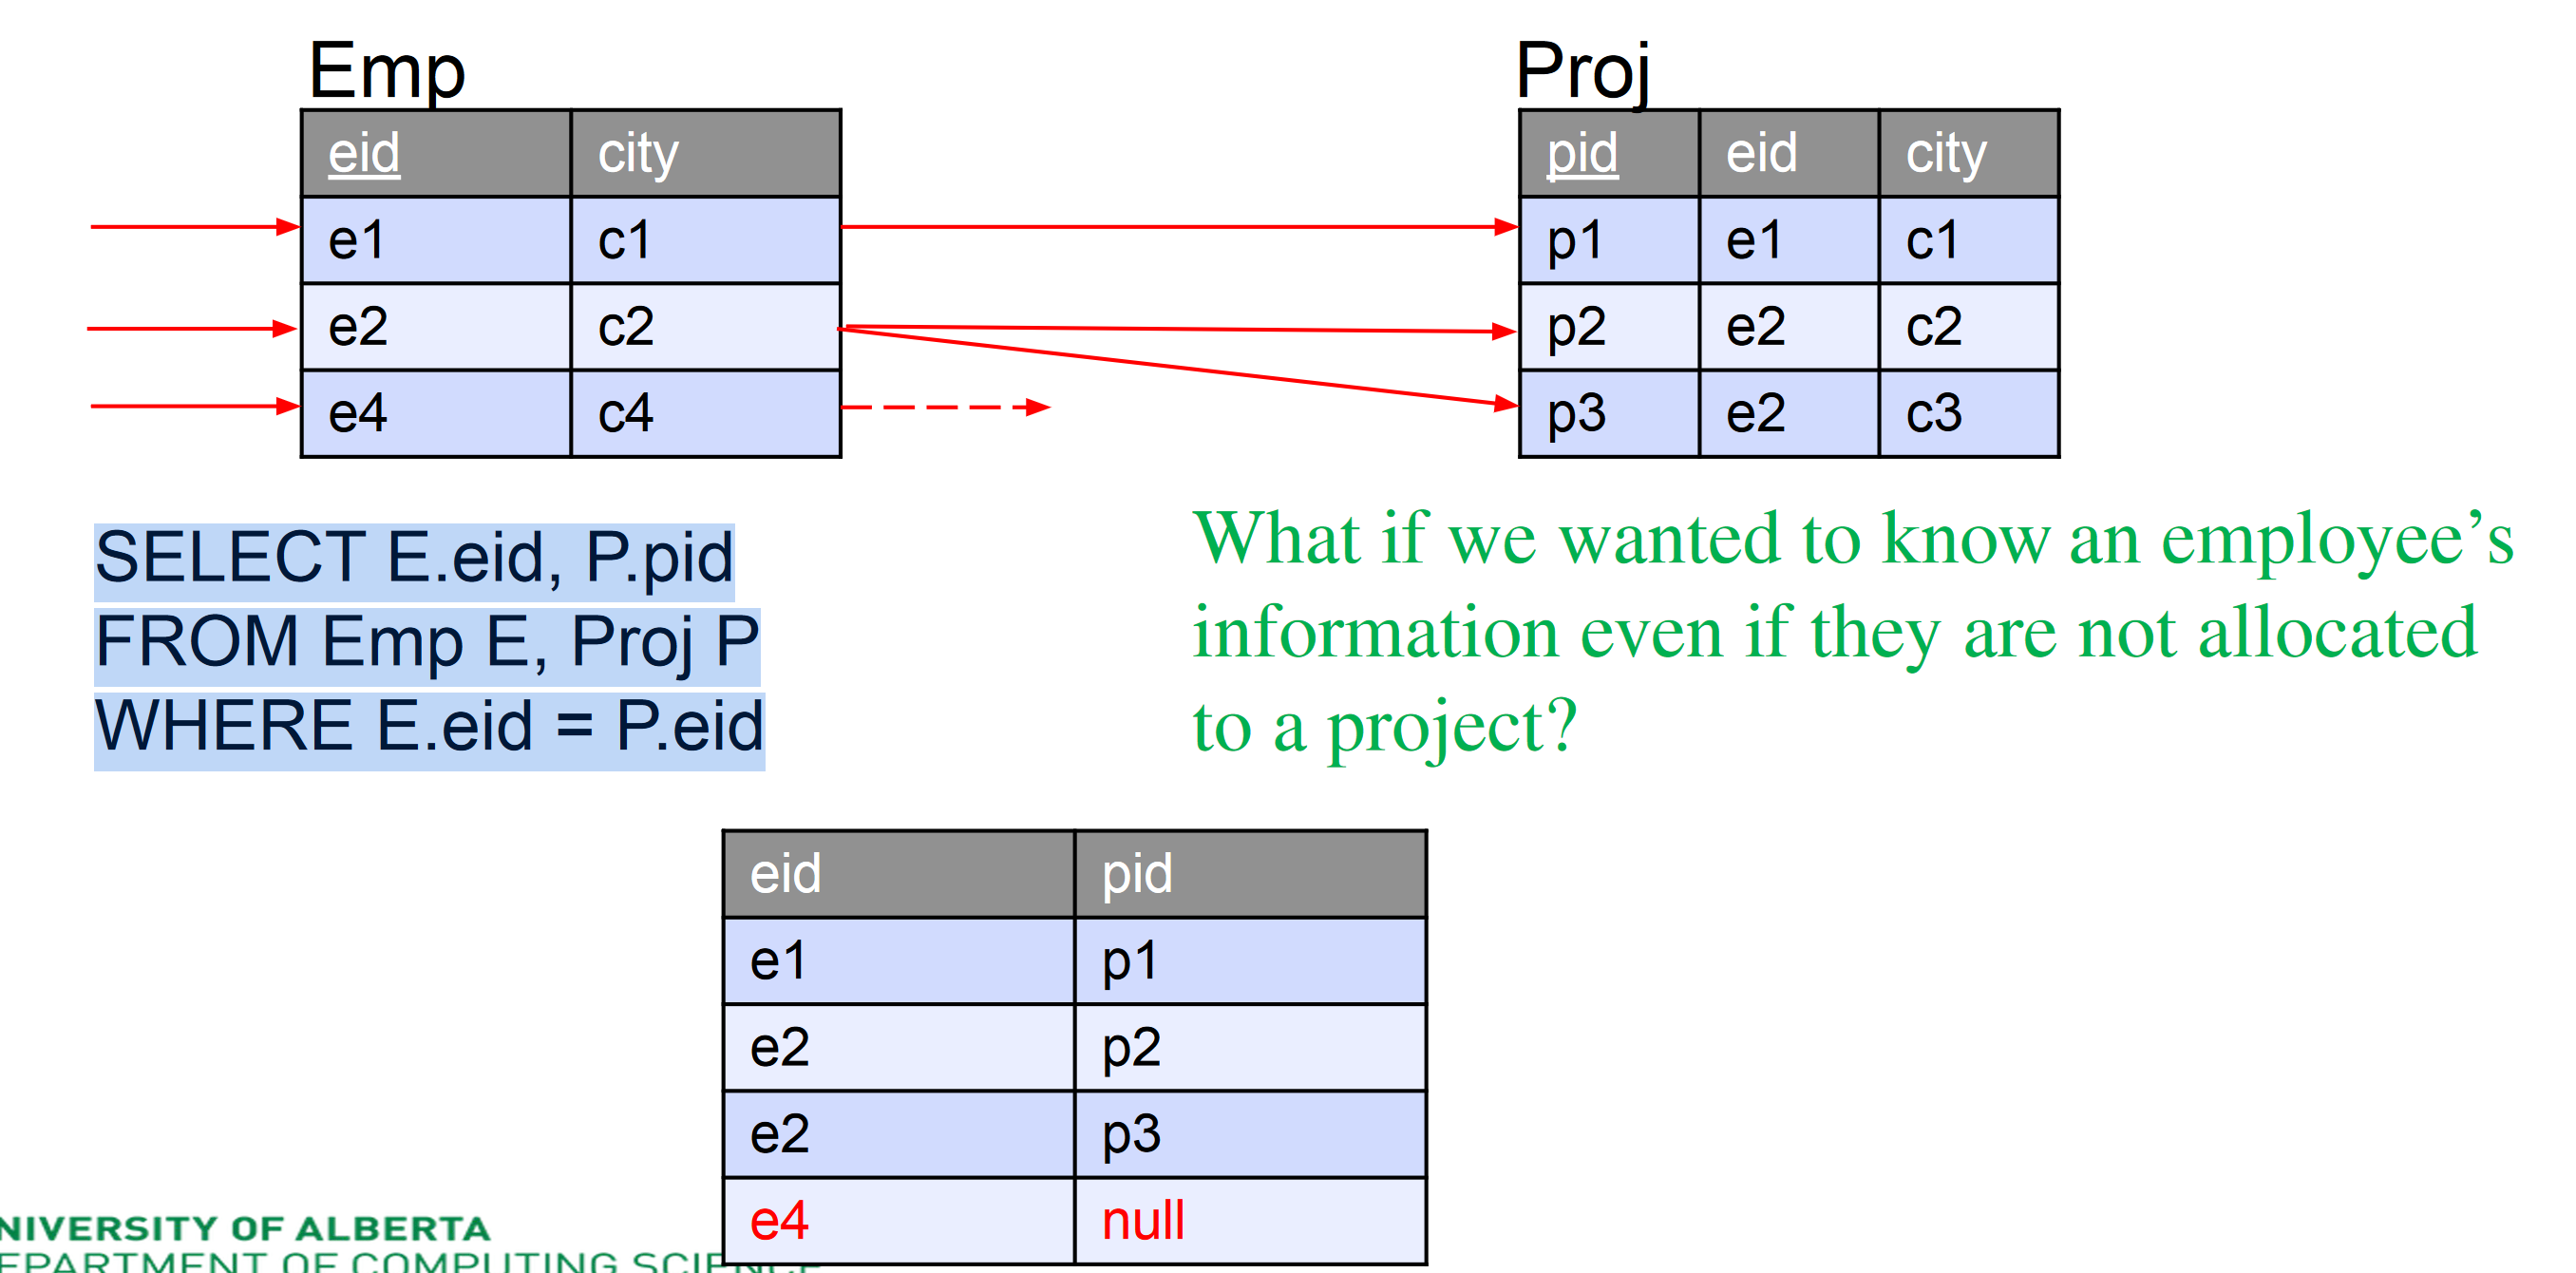 Emp
eid city
e1 c1
e2 c2
e4 c4
Proj
pid eid city
p1 e1 c1
p2 e2 c2
p3 e2 c3
SELECT E.eid, P.pid
FROM Emp E, Proj P
WHERE E.eid = P.eid
What if we wanted to know an employee’s
information even if they are not allocated
to a project?
eid pid
e1 p1
e2 p2
e2 p3
e4 null
NIVERSITY OF ALBERTA
EPARTMENT OF COMPUTING SCIENCE